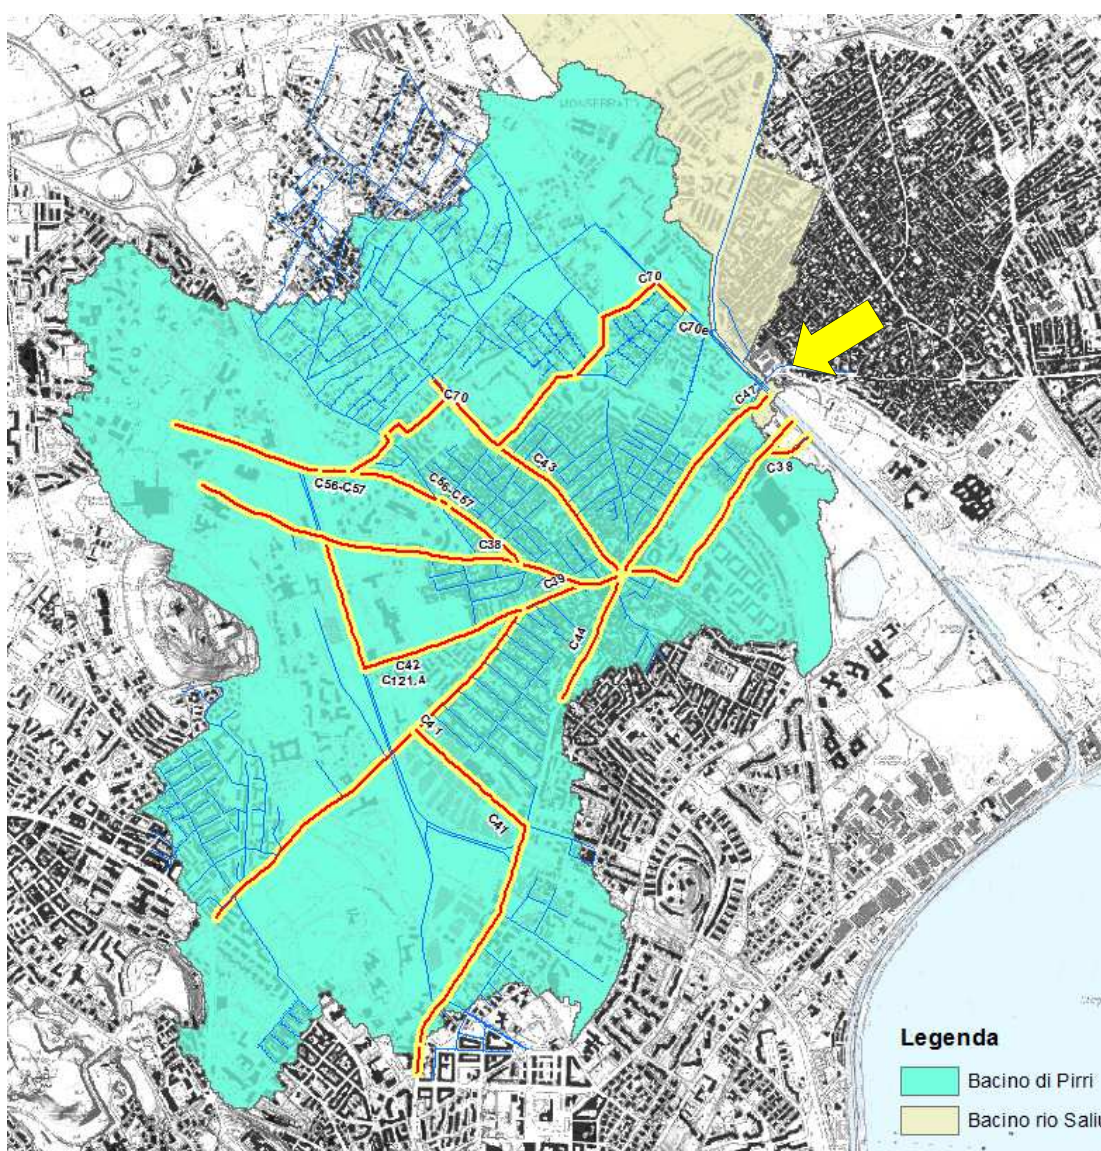 MONSERRATO
C70
C70e
C47
C70
C43
C38
C56-C57
C56-C57
C38
C39
C44
C42
C121.A
C41
C41
Legenda
Bacino di Pirri
Bacino rio Saliu